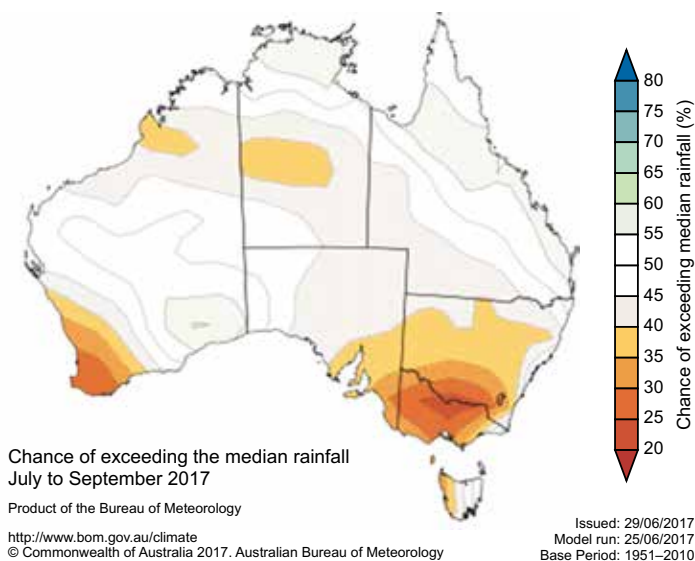 80
75
70
65
60
55
50
45
40
35
30
25
20
Chance of exceeding median rainfall (%)
Chance of exceeding the median rainfall
July to September 2017
Product of the Bureau of Meteorology
http://www.bom.gov.au/climate
© Commonwealth of Australia 2017. Australian Bureau of Meteorology
Issued: 29/06/2017
Model run: 25/06/2017
Base Period: 1951–2010